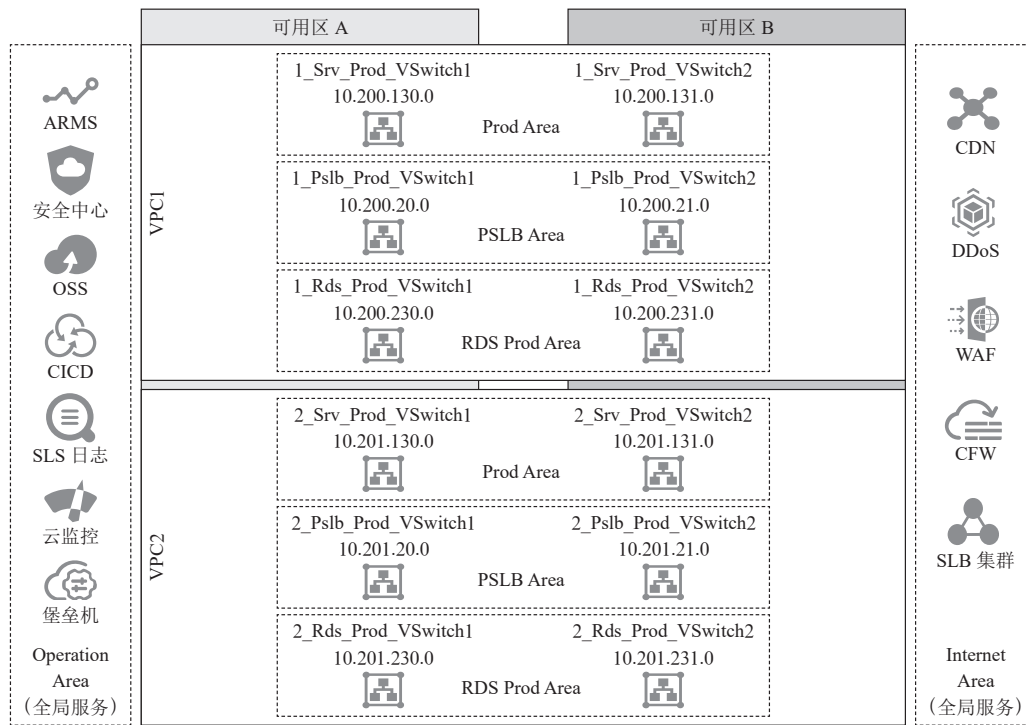 可用区 A
可用区 B
ARMS
安全中心
OSS
CICD
SLS 日志
云监控
堡垒机
Operation
Area
（全局服务）
VPC1
1_Srv_Prod_VSwitch1
10.200.130.0
1_Srv_Prod_VSwitch2
10.200.131.0
Prod Area
1_Pslb_Prod_VSwitch1
10.200.20.0
1_Pslb_Prod_VSwitch2
10.200.21.0
PSLB Area
1_Rds_Prod_VSwitch1
10.200.230.0
1_Rds_Prod_VSwitch2
10.200.231.0
RDS Prod Area
VPC2
2_Srv_Prod_VSwitch1
10.201.130.0
2_Srv_Prod_VSwitch2
10.201.131.0
Prod Area
2_Pslb_Prod_VSwitch1
10.201.20.0
2_Pslb_Prod_VSwitch2
10.201.21.0
PSLB Area
2_Rds_Prod_VSwitch1
10.201.230.0
2_Rds_Prod_VSwitch2
10.201.231.0
RDS Prod Area
CDN
DDoS
WAF
CFW
SLB 集群
Internet
Area
（全局服务）